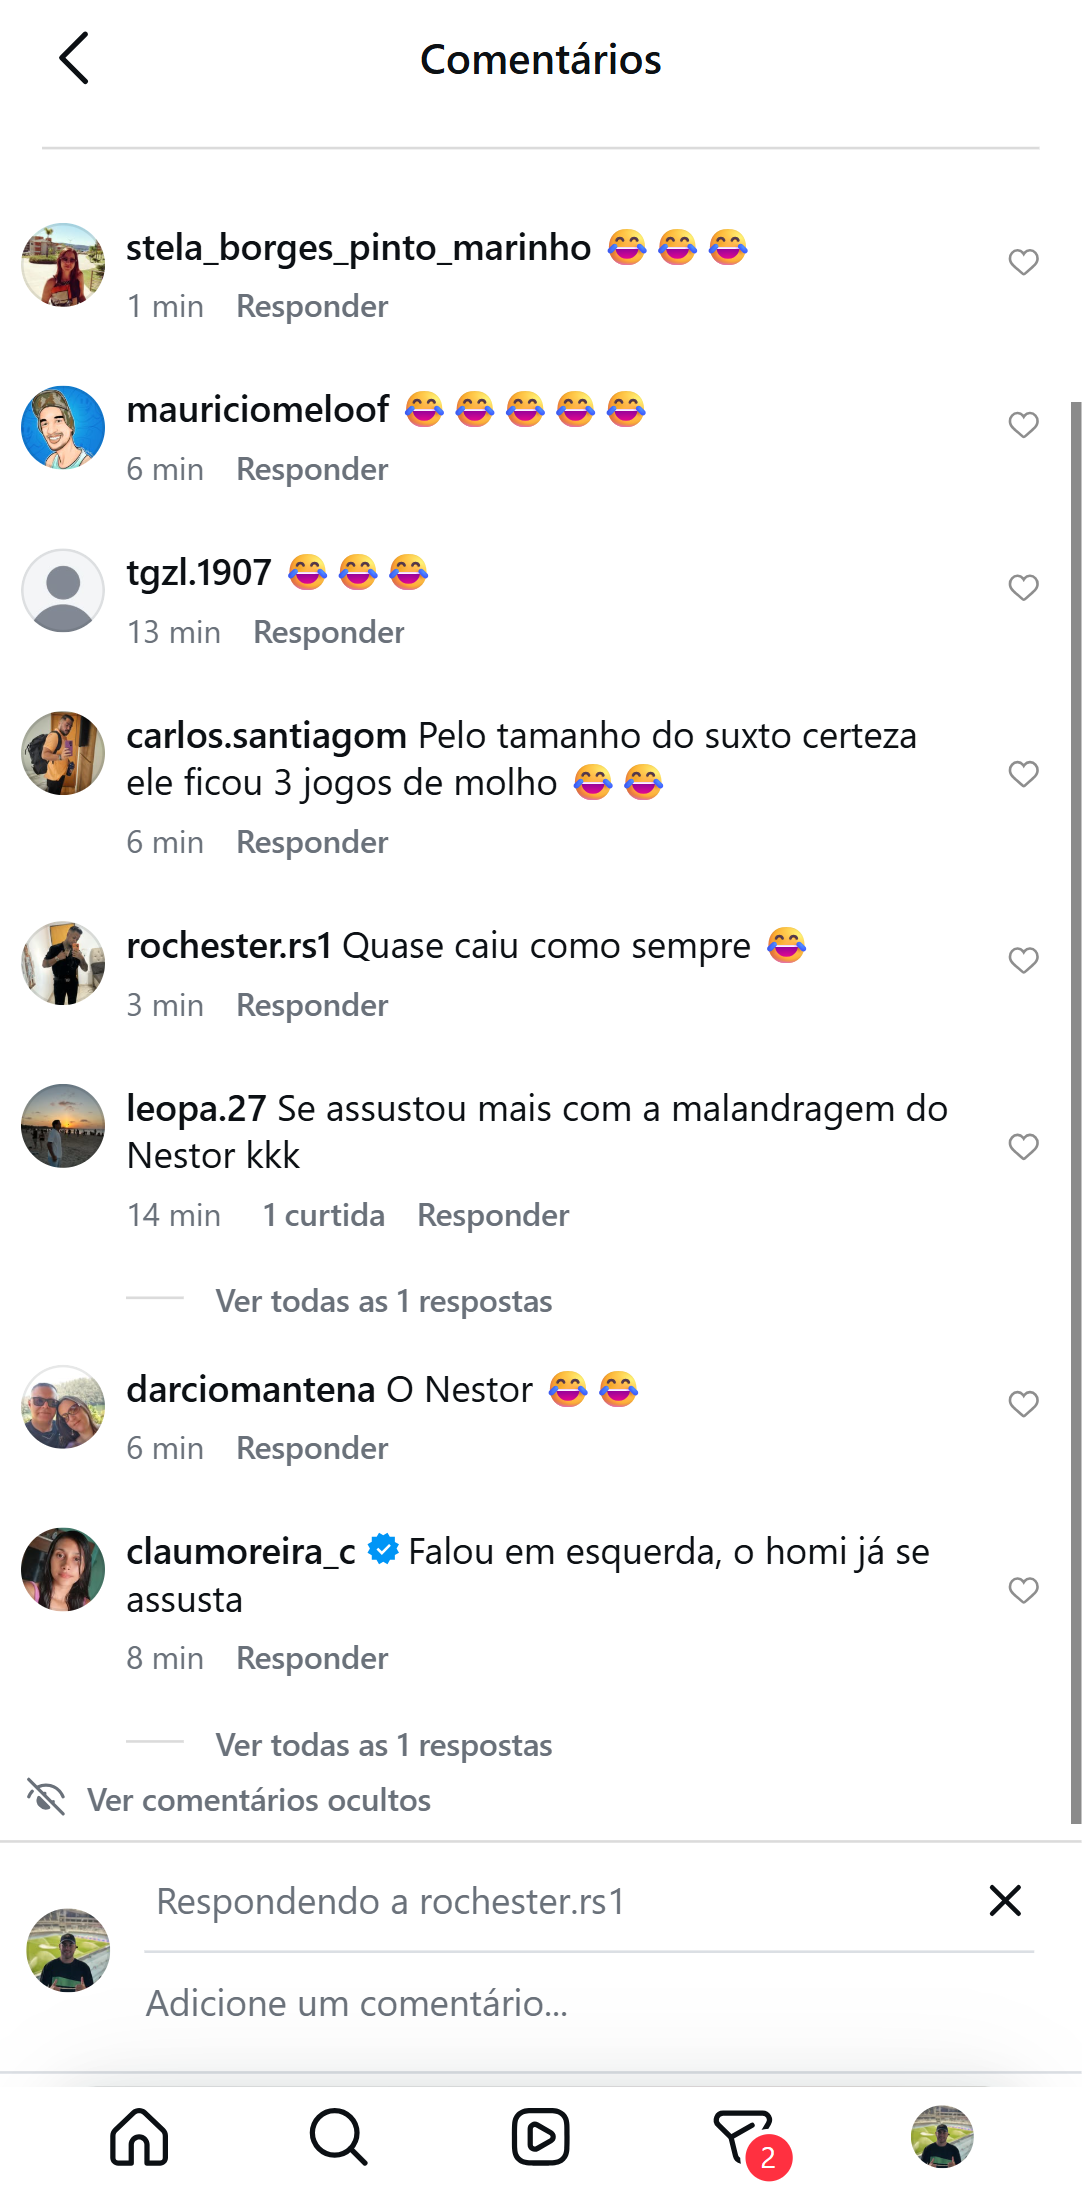 Comentários
stela_borges_pinto_marinho 😂😂😂
1 min Responder
mauriciomeloof 😂😂😂😂😂
6 min Responder
tgzl.1907 😂😂😂
13 min Responder
carlos.santiagom Pelo tamanho do suxto certeza
ele ficou 3 jogos de molho 😂😂
6 min Responder
rochester.rs1 Quase caiu como sempre 😂
3 min Responder
leopa.27 Se assustou mais com a malandragem do
Nestor kkk
14 min 1 curtida Responder
Ver todas as 1 respostas
darciomantena O Nestor 😂😂
6 min Responder
claumoreira_c Falou em esquerda, o homi já se
assusta
8 min Responder
Ver todas as 1 respostas
Ver comentários ocultos
Respondendo a rochester.rs1
Adicione um comentário...
2